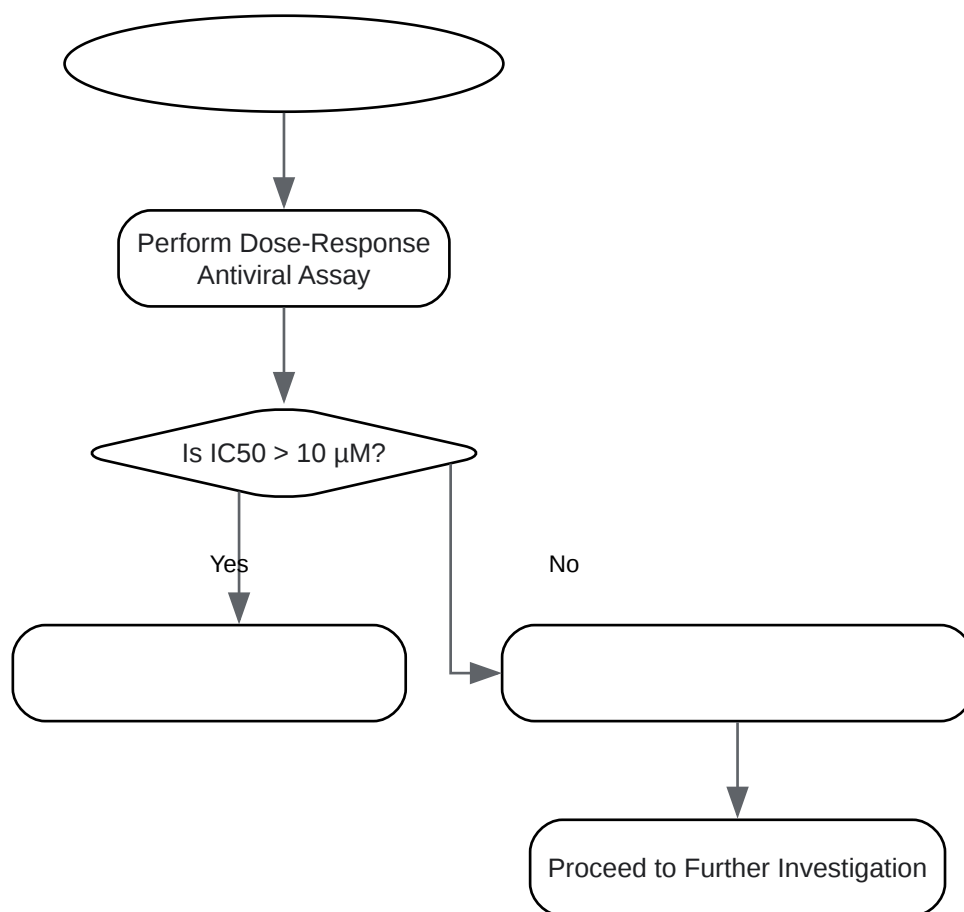 Perform Dose-Response
Antiviral Assay
Is IC50 > 10 µM?
Yes
No
Proceed to Further Investigation